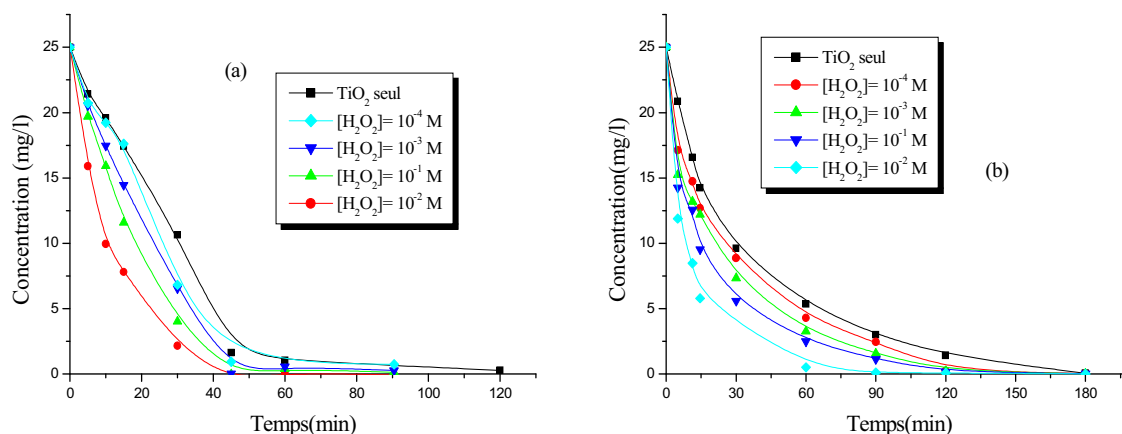 (a)
TiO₂ seul
[H₂O₂]= 10⁻⁴ M
[H₂O₂]= 10⁻³ M
[H₂O₂]= 10⁻¹ M
[H₂O₂]= 10⁻² M
Concentration (mg/l)
25
20
15
10
5
0
0 20 40 60 80 100 120
Temps(min)
(b)
TiO₂ seul
[H₂O₂]= 10⁻⁴ M
[H₂O₂]= 10⁻³ M
[H₂O₂]= 10⁻¹ M
[H₂O₂]= 10⁻² M
Concentration(mg/l)
25
20
15
10
5
0
0 30 60 90 120 150 180
Temps(min)